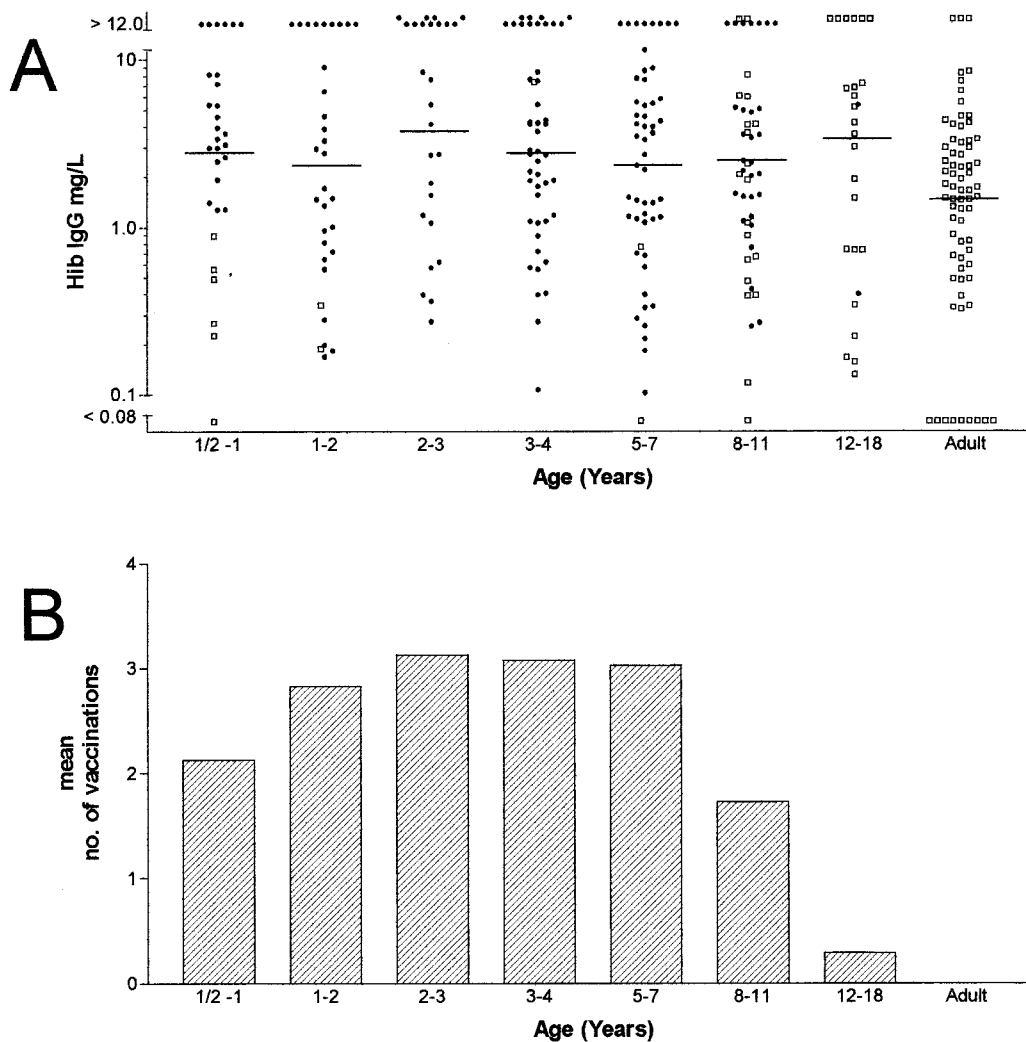 A
Hib IgG mg/L
> 12.0
10
1.0
0.1
< 0.08
1/2 -1 1-2 2-3 3-4 5-7 8-11 12-18 Adult
Age (Years)
B
mean
no. of vaccinations
4
3
2
1
0
1/2 -1 1-2 2-3 3-4 5-7 8-11 12-18 Adult
Age (Years)